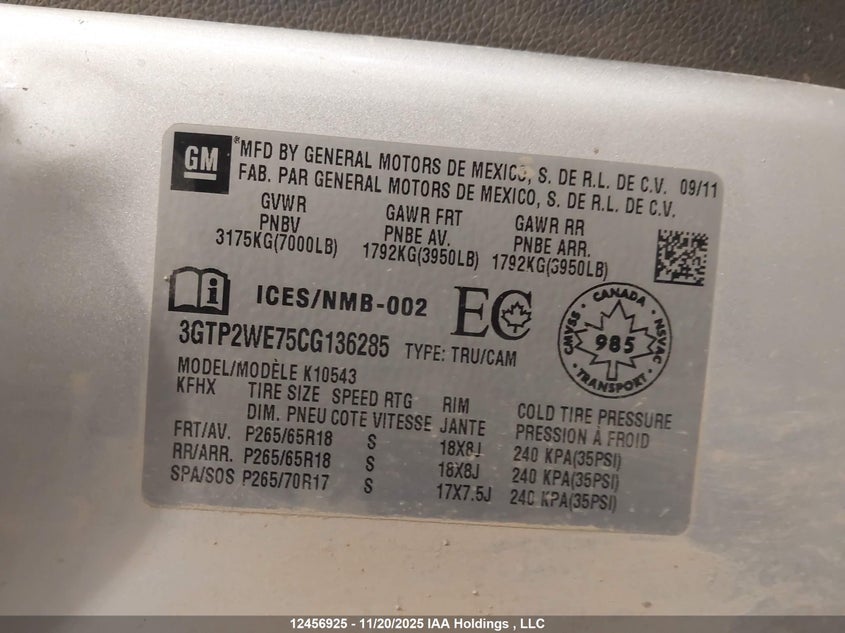 GM
*MFD BY GENERAL MOTORS DE MEXICO, S. DE R.L. DE C.V. 09/11
FAB. PAR GENERAL MOTORS DE MEXICO, S. DE R.L. DE C.V.
GVWR GAWR FRT GAWR RR
PNBV PNBE AV. PNBE ARR.
3175KG(7000LB) 1792KG(3950LB) 1792KG(3950LB)
ICES/NMB-002 EC
CANADA
CMVSS 985 NSVAC
TRANSPORT
3GTP2WE75CG136285 TYPE: TRU/CAM
MODEL/MODÈLE K10543
KFHX TIRE SIZE SPEED RTG RIM COLD TIRE PRESSURE
DIM. PNEU COTE VITESSE JANTE PRESSION À FROID
FRT/AV. P265/65R18 S 18X8J 240 KPA(35PSI)
RR/ARR. P265/65R18 S 18X8J 240 KPA(35PSI)
SPA/SOS P265/70R17 S 17X7.5J 240 KPA(35PSI)
12456925 - 11/20/2025 IAA Holdings , LLC